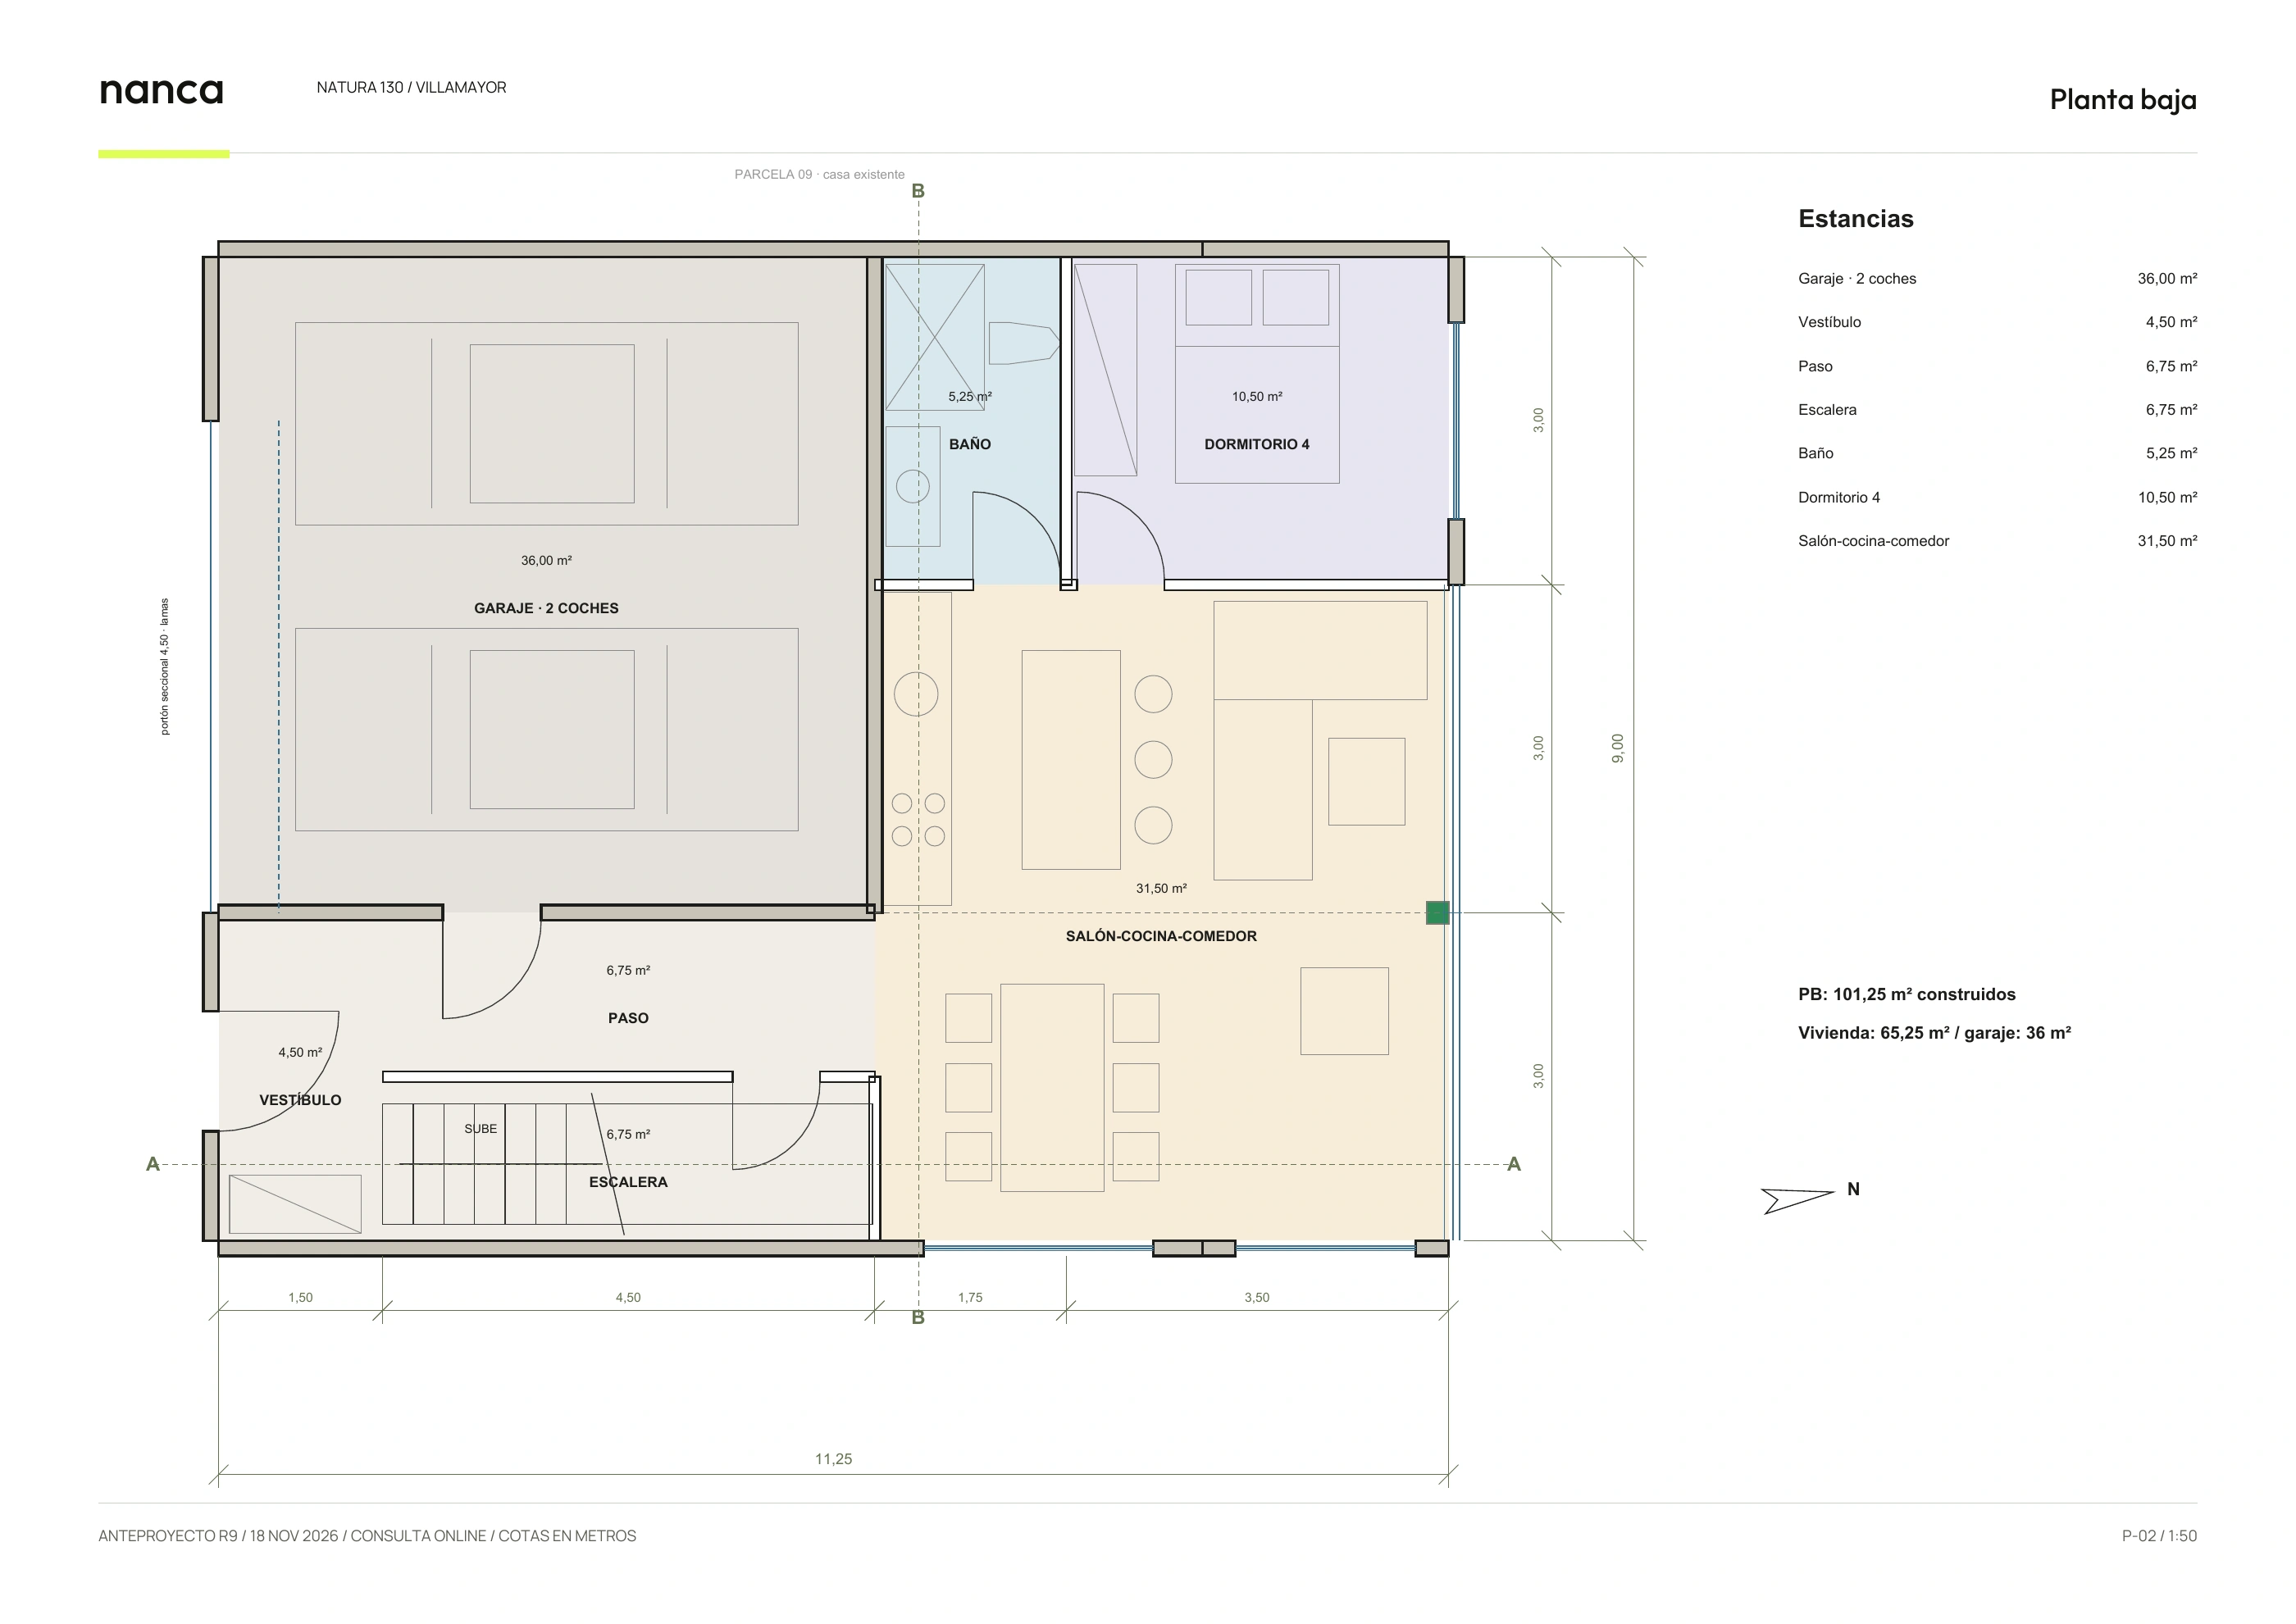 nanca
NATURA 130 / VILLAMAYOR
Planta baja
PARCELA 09 · casa existente
B
Estancias
Garaje · 2 coches 36,00 m²
Vestíbulo 4,50 m²
Paso 6,75 m²
Escalera 6,75 m²
Baño 5,25 m²
Dormitorio 4 10,50 m²
Salón-cocina-comedor 31,50 m²
5,25 m²
BAÑO
10,50 m²
DORMITORIO 4
3,00
36,00 m²
GARAJE · 2 COCHES
portón seccional 4,50 · lamas
3,00
9,00
31,50 m²
SALÓN-COCINA-COMEDOR
6,75 m²
PASO
4,50 m²
VESTÍBULO
3,00
PB: 101,25 m² construidos
Vivienda: 65,25 m² / garaje: 36 m²
SUBE
6,75 m²
ESCALERA
A
A
N
1,50
4,50
1,75
3,50
B
11,25
ANTEPROYECTO R9 / 18 NOV 2026 / CONSULTA ONLINE / COTAS EN METROS
P-02 / 1:50